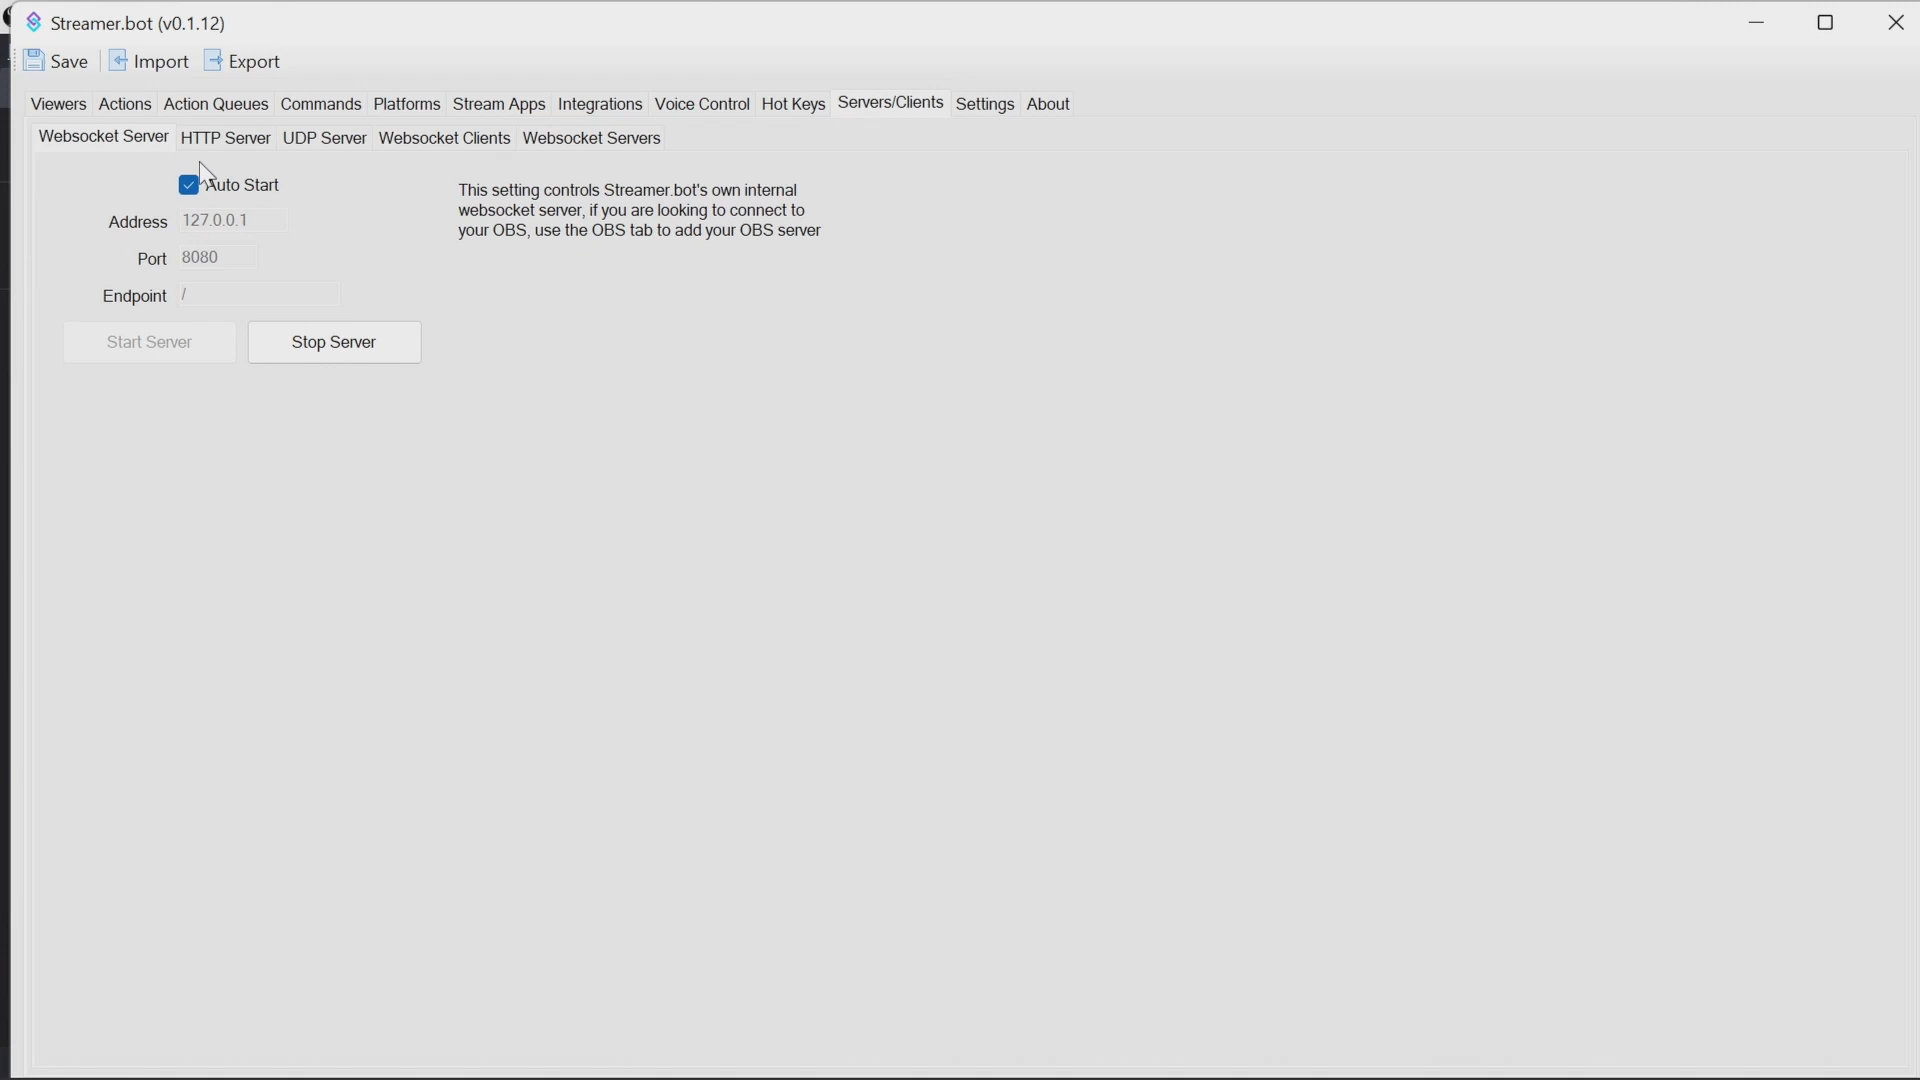 Streamer.bot (v0.1.12)
Save Import Export
Viewers Actions Action Queues Commands Platforms Stream Apps Integrations Voice Control Hot Keys Servers/Clients Settings About
Websocket Server HTTP Server UDP Server Websocket Clients Websocket Servers
Auto Start
Address 127.0.0.1
Port 8080
Endpoint /
Start Server Stop Server
This setting controls Streamer.bot's own internal
websocket server, if you are looking to connect to
your OBS, use the OBS tab to add your OBS server